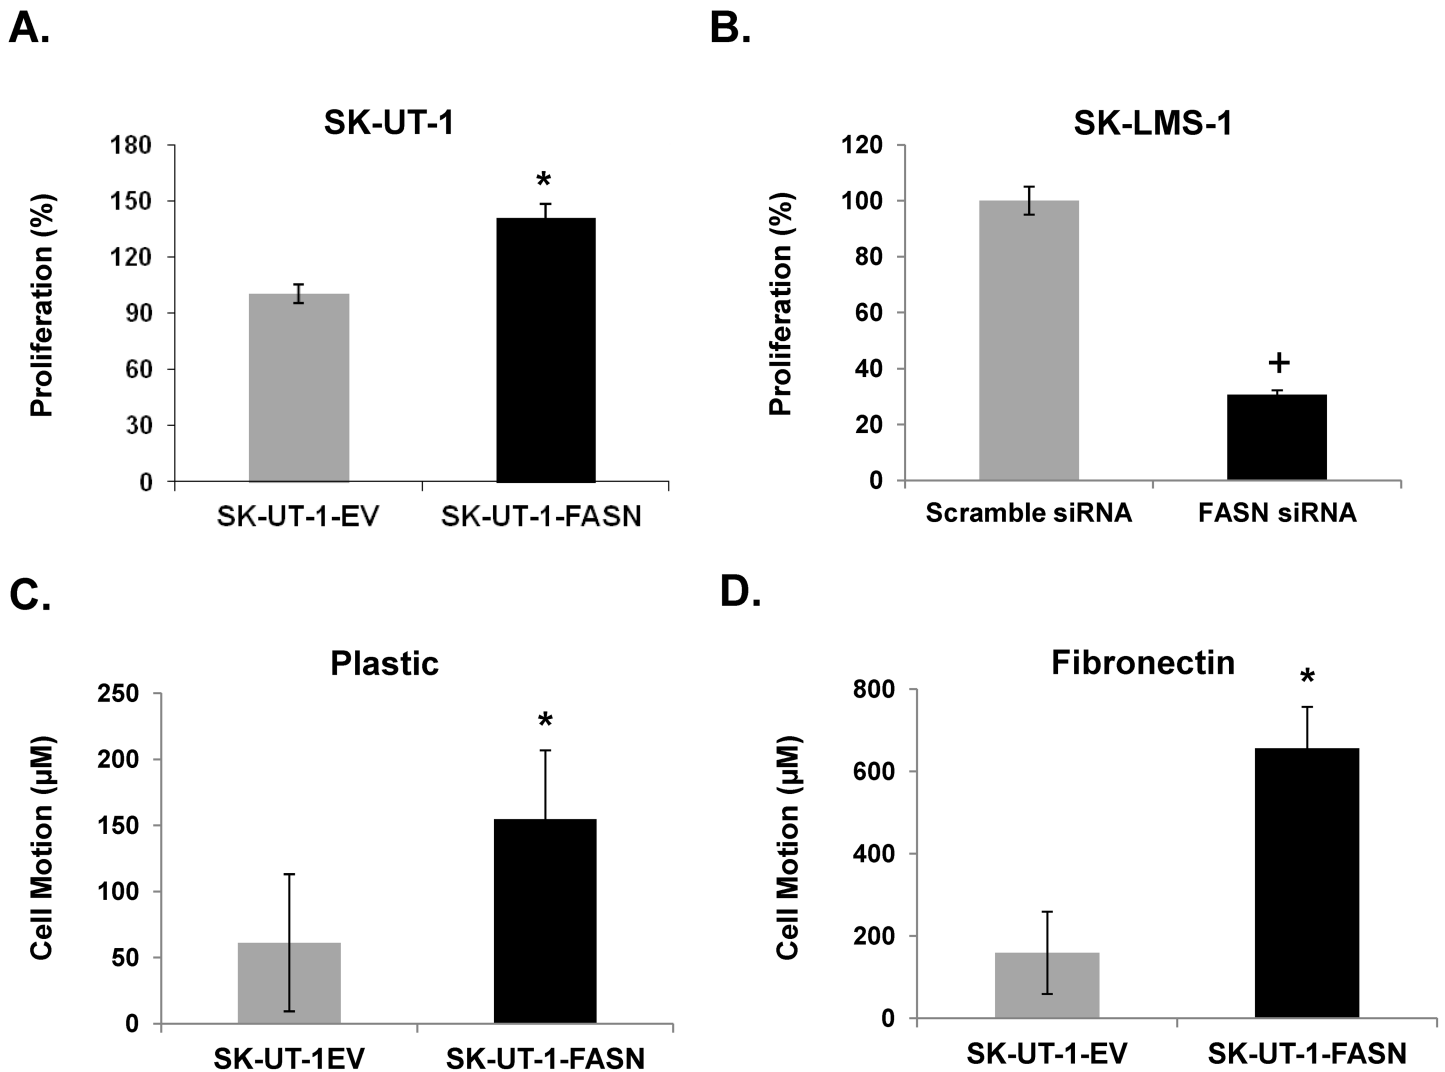 A.
SK-UT-1
Proliferation (%)
180
150
120
90
60
30
0
*
SK-UT-1-EV
SK-UT-1-FASN
B.
SK-LMS-1
Proliferation (%)
120
100
80
60
40
20
0
+
Scramble siRNA
FASN siRNA
C.
Plastic
Cell Motion (µM)
250
200
150
100
50
0
*
SK-UT-1EV
SK-UT-1-FASN
D.
Fibronectin
Cell Motion (µM)
800
600
400
200
0
*
SK-UT-1-EV
SK-UT-1-FASN